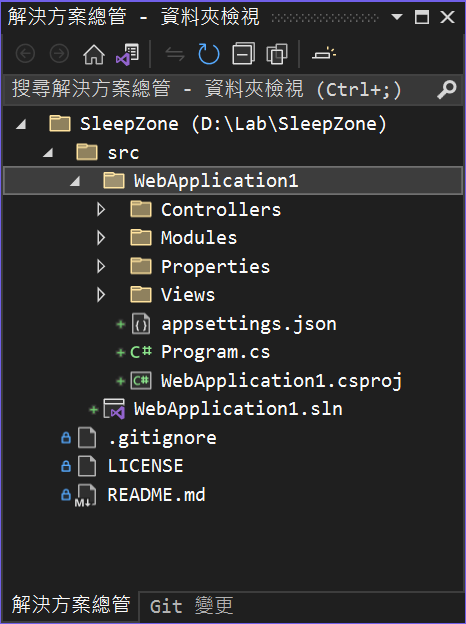 解決方案總管 - 資料夾檢視
搜尋解決方案總管 - 資料夾檢視 (Ctrl+;)
SleepZone (D:\Lab\SleepZone)
src
WebApplication1
Controllers
Modules
Properties
Views
appsettings.json
Program.cs
WebApplication1.csproj
WebApplication1.sln
.gitignore
LICENSE
README.md
解決方案總管 Git 變更